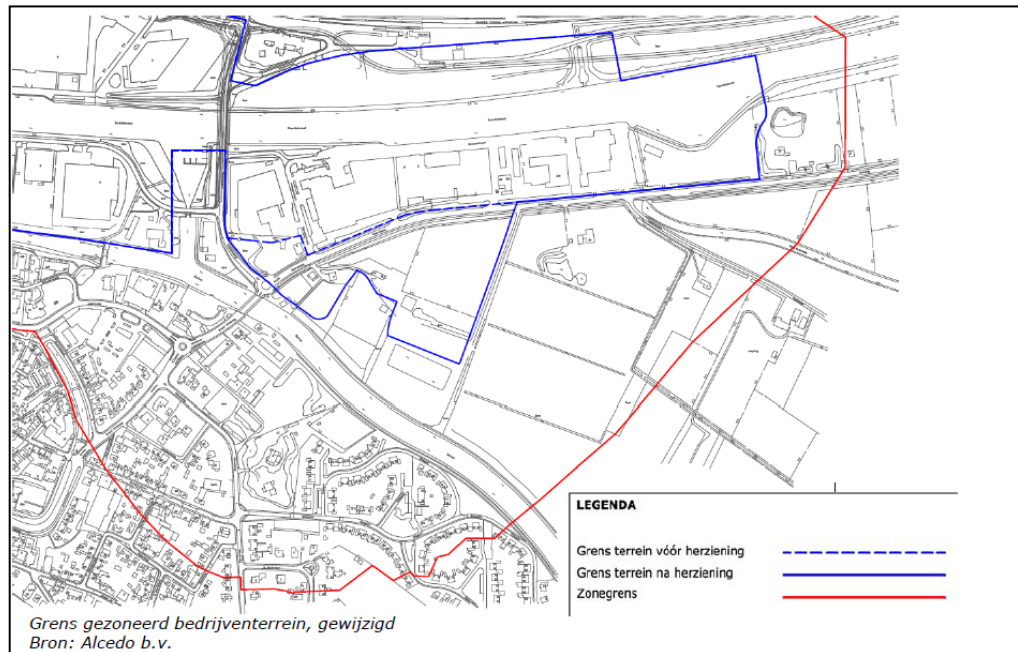 LEGENDA
Grens terrein vóór herziening
Grens terrein na herziening
Zonegrens
Grens gezoneerd bedrijventerrein, gewijzigd
Bron: Alcedo b.v.